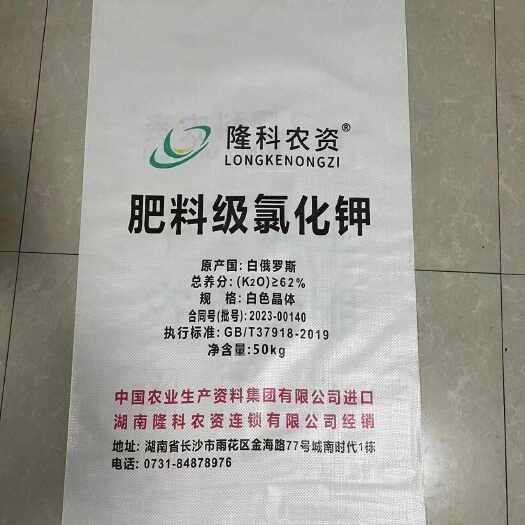 隆科农资®
LONGKENONGZI
肥料级氯化钾
原产国: 白俄罗斯
总养分: (K2O)≥62%
规 格: 白色晶体
合同号(批号): 2023-00140
执行标准: GB/T37918-2019
净含量: 50kg
中国农业生产资料集团有限公司进口
湖南隆科农资连锁有限公司经销
地址: 湖南省长沙市雨花区金海路77号城南时代1栋
电话: 0731-84878976